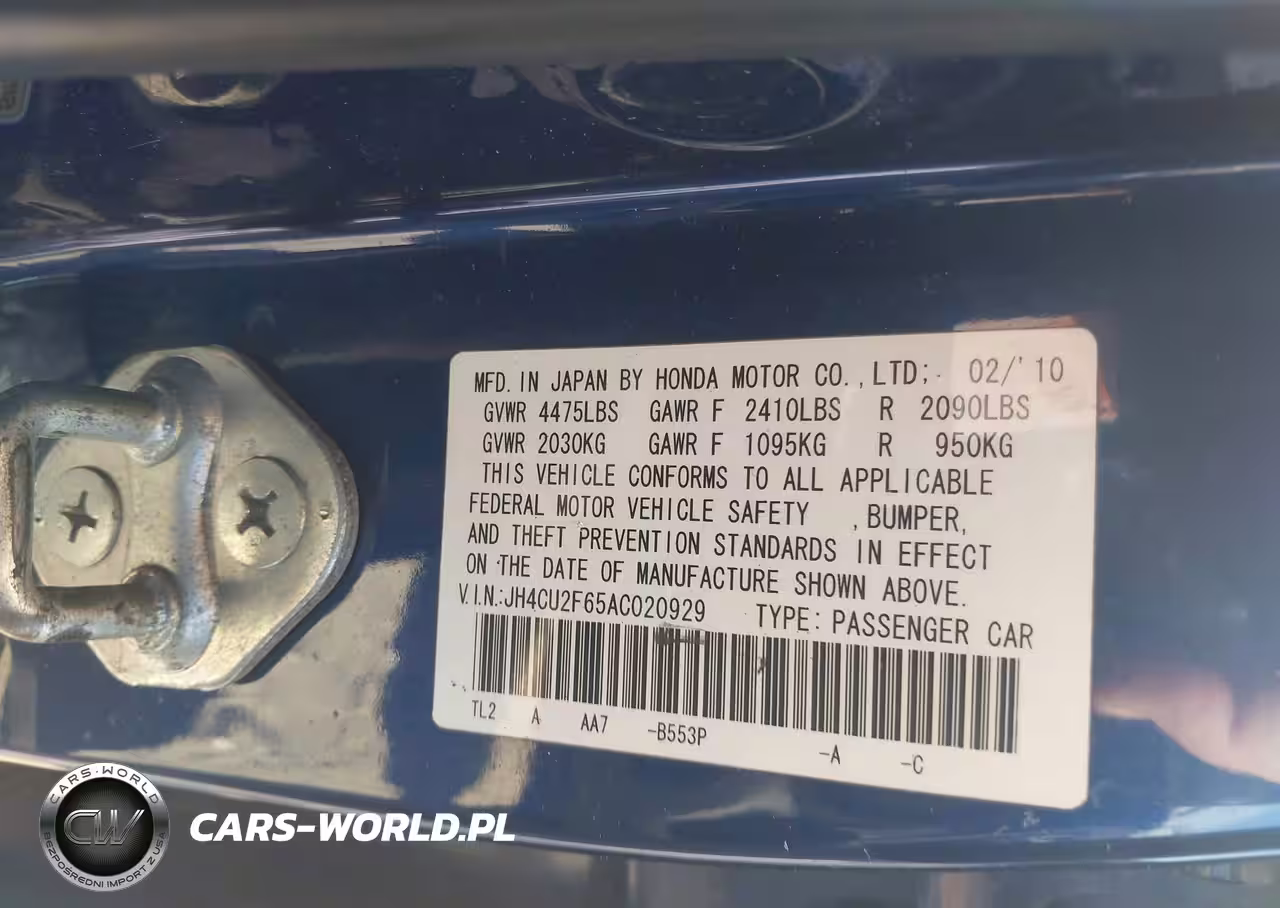 MFD. IN JAPAN BY HONDA MOTOR CO., LTD; 02/'10
GVWR 4475LBS GAWR F 2410LBS R 2090LBS
GVWR 2030KG GAWR F 1095KG R 950KG
THIS VEHICLE CONFORMS TO ALL APPLICABLE
FEDERAL MOTOR VEHICLE SAFETY , BUMPER,
AND THEFT PREVENTION STANDARDS IN EFFECT
ON THE DATE OF MANUFACTURE SHOWN ABOVE.
V.I.N.:JH4CU2F65AC020929 TYPE: PASSENGER CAR
TL2 A AA7 -B553P -A -C
CARS-WORLD
CW
BEZPOŚREDNI IMPORT Z USA
CARS-WORLD.PL